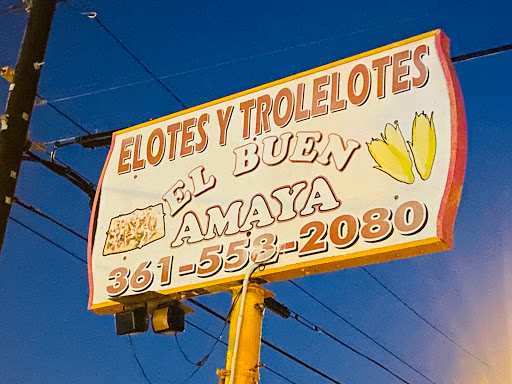 ELOTES Y TROLELOTES
EL BUEN
AMAYA
361-558-2080